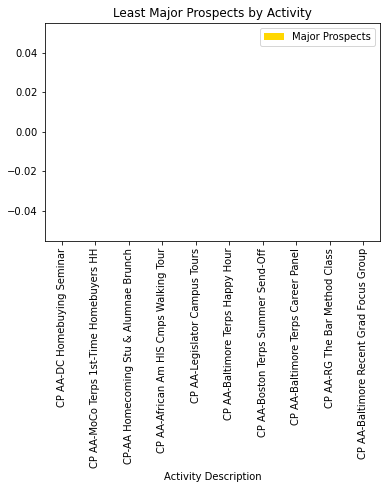 Least Major Prospects by Activity
Major Prospects
0.04
0.02
0.00
−0.02
−0.04
CP AA-DC Homebuying Seminar
CP AA-MoCo Terps 1st-Time Homebuyers HH
CP-AA Homecoming Stu & Alumnae Brunch
CP AA-African Am HIS Cmps Walking Tour
CP AA-Legislator Campus Tours
CP AA-Baltimore Terps Happy Hour
CP AA-Boston Terps Summer Send-Off
CP AA-Baltimore Terps Career Panel
CP AA-RG The Bar Method Class
CP AA-Baltimore Recent Grad Focus Group
Activity Description